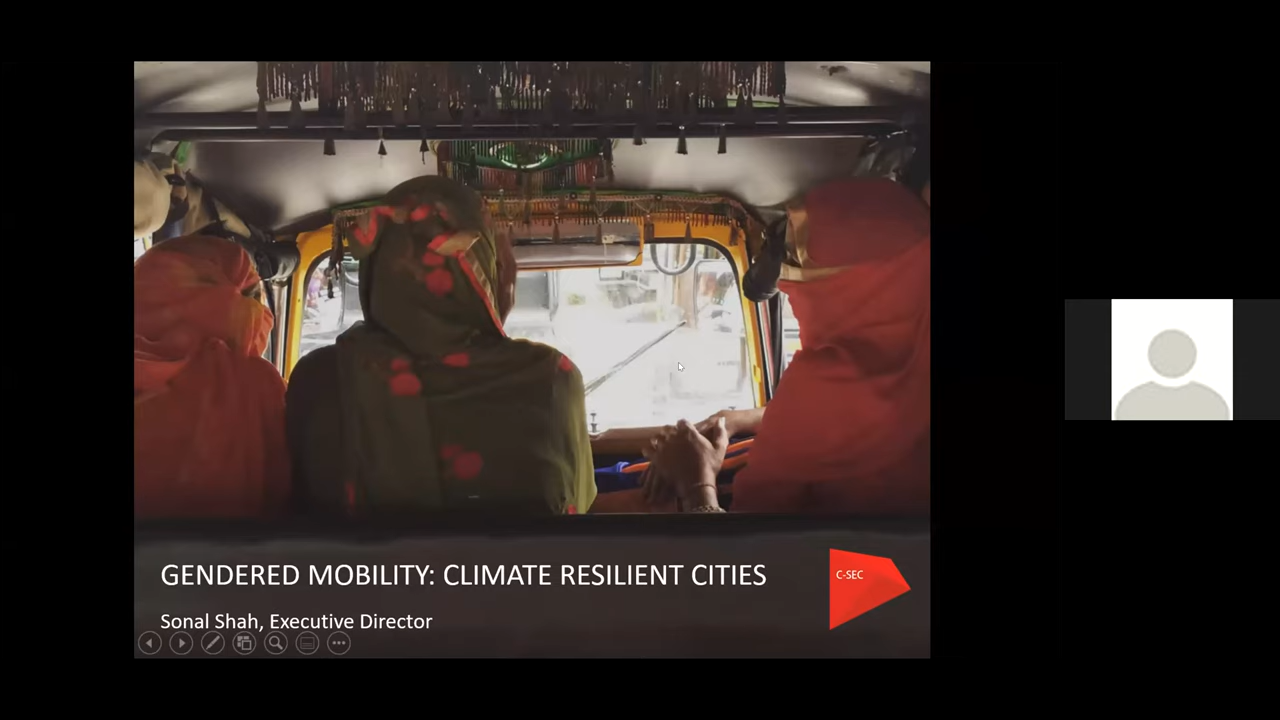 GENDERED MOBILITY: CLIMATE RESILIENT CITIES
C-SEC
Sonal Shah, Executive Director